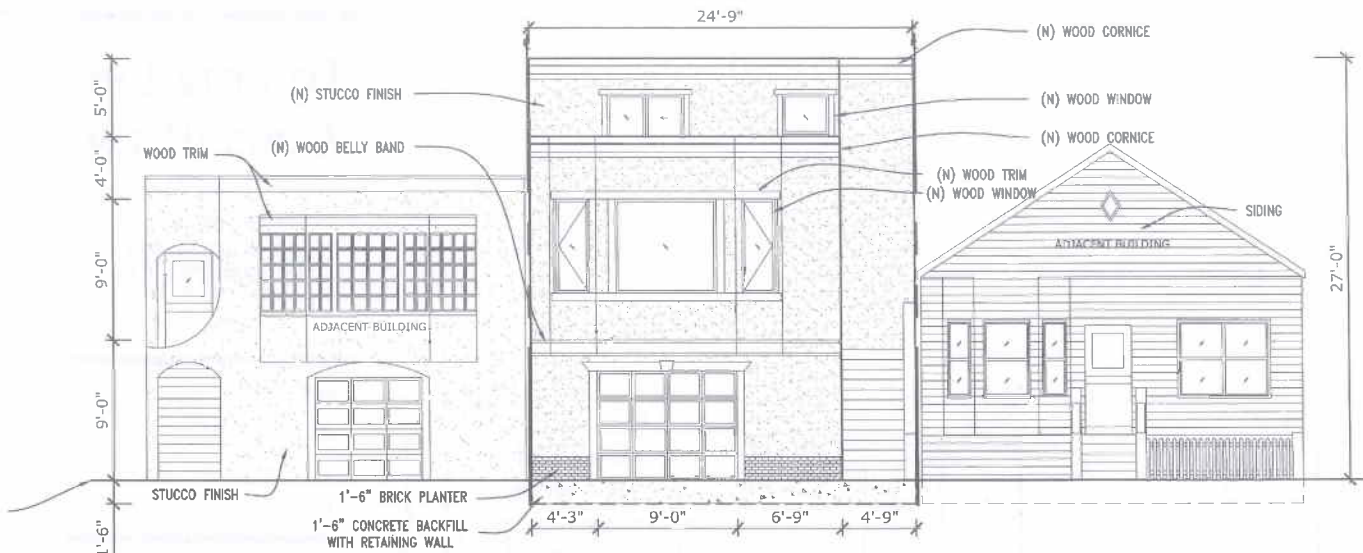 24'-9"
(N) WOOD CORNICE
(N) STUCCO FINISH
(N) WOOD WINDOW
(N) WOOD BELLY BAND
(N) WOOD CORNICE
WOOD TRIM
(N) WOOD TRIM
(N) WOOD WINDOW
SIDING
ADJACENT BUILDING
ADJACENT BUILDING
5'-0"
4'-0"
9'-0"
9'-0"
1'-6"
27'-0"
STUCCO FINISH
1'-6" BRICK PLANTER
1'-6" CONCRETE BACKFILL
WITH RETAINING WALL
4'-3"
9'-0"
6'-9"
4'-9"